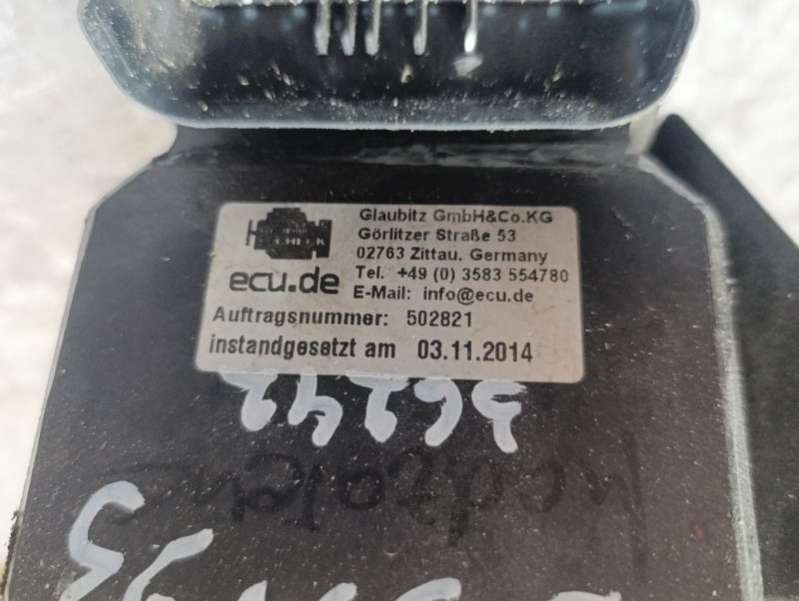 CHECK
ecu.de
Glaubitz GmbH&Co.KG
Görlitzer Straße 53
02763 Zittau, Germany
Tel. +49 (0) 3583 554780
E-Mail: info@ecu.de
Auftragsnummer: 502821
instandgesetzt am 03.11.2014